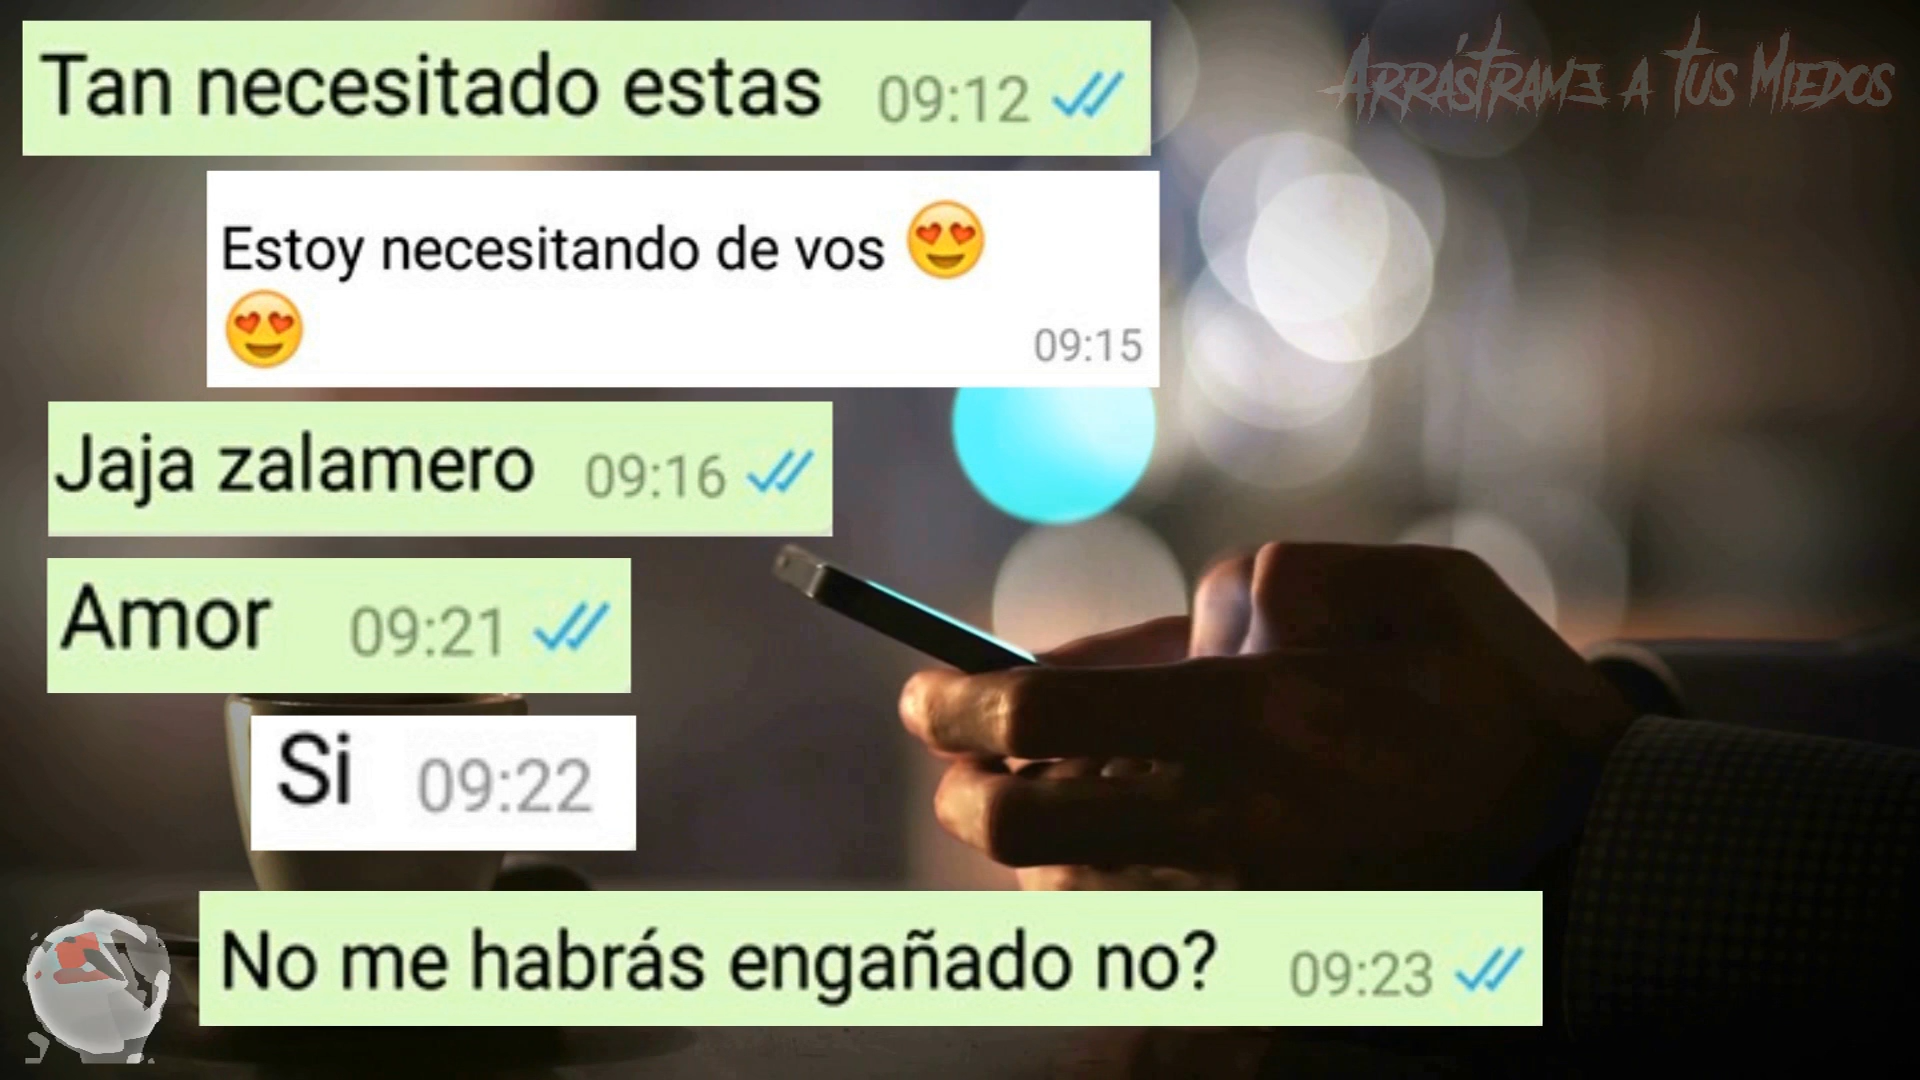 Tan necesitado estas 09:12
ARRÁSTRAME A TUS MIEDOS
Estoy necesitando de vos 😍
😍 09:15
Jaja zalamero 09:16
Amor 09:21
Si 09:22
No me habrás engañado no? 09:23